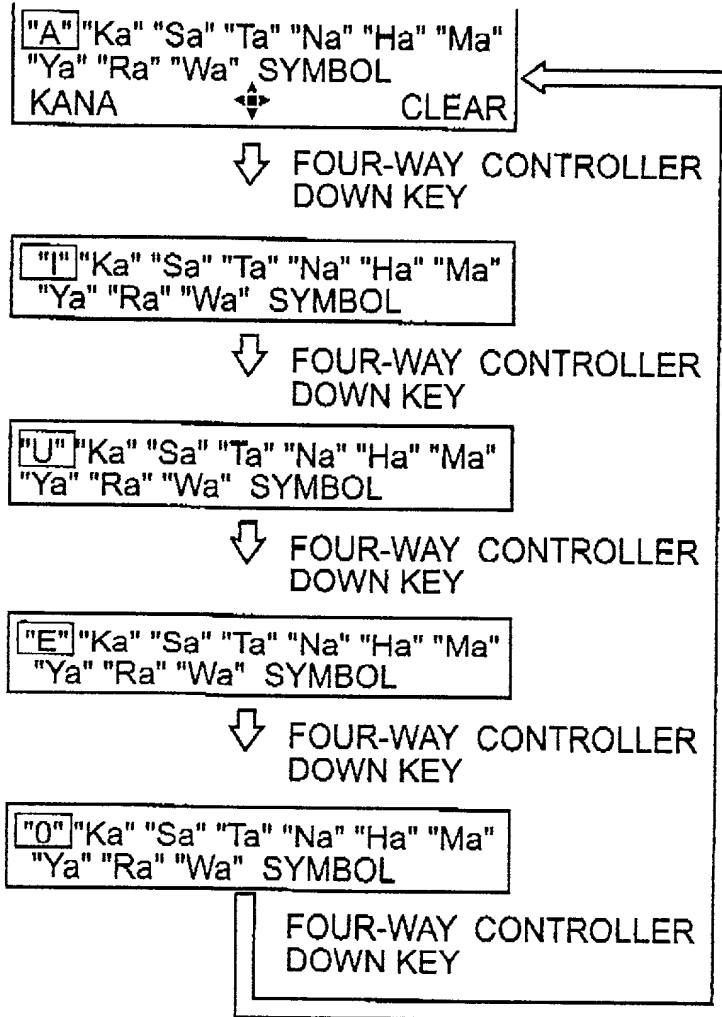 "A" "Ka" "Sa" "Ta" "Na" "Ha" "Ma"
"Ya" "Ra" "Wa" SYMBOL
KANA CLEAR
FOUR-WAY CONTROLLER
DOWN KEY
"I" "Ka" "Sa" "Ta" "Na" "Ha" "Ma"
"Ya" "Ra" "Wa" SYMBOL
FOUR-WAY CONTROLLER
DOWN KEY
"U" "Ka" "Sa" "Ta" "Na" "Ha" "Ma"
"Ya" "Ra" "Wa" SYMBOL
FOUR-WAY CONTROLLER
DOWN KEY
"E" "Ka" "Sa" "Ta" "Na" "Ha" "Ma"
"Ya" "Ra" "Wa" SYMBOL
FOUR-WAY CONTROLLER
DOWN KEY
"0" "Ka" "Sa" "Ta" "Na" "Ha" "Ma"
"Ya" "Ra" "Wa" SYMBOL
FOUR-WAY CONTROLLER
DOWN KEY